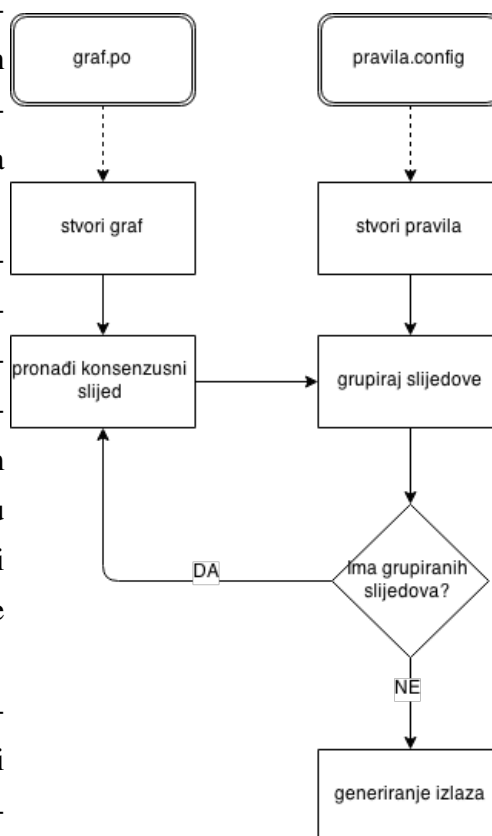 graf.po
pravila.config
stvori graf
stvori pravila
pronađi konsenzusni
slijed
grupiraj slijedove
Ima grupiranih
slijedova?
DA
NE
generiranje izlaza